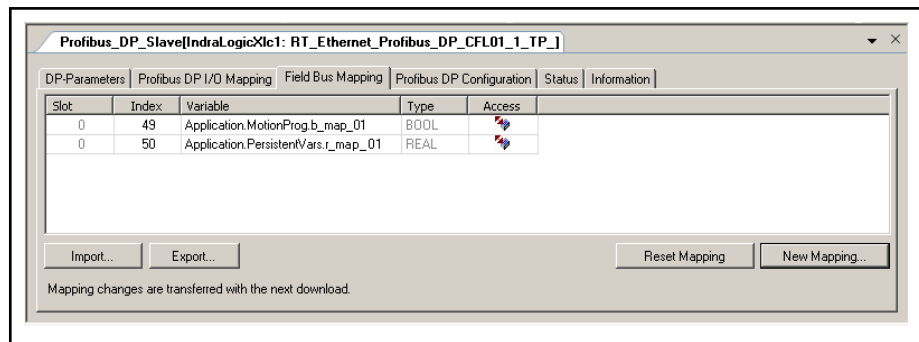 Profibus_DP_Slave[IndraLogicXlc1: RT_Ethernet_Profibus_DP_CFL01_1_TP_]
DP-Parameters Profibus DP I/O Mapping Field Bus Mapping Profibus DP Configuration Status Information
Slot Index Variable Type Access
0 49 Application.MotionProg.b_map_01 BOOL
0 50 Application.PersistentVars.r_map_01 REAL
Import... Export... Reset Mapping New Mapping...
Mapping changes are transferred with the next download.